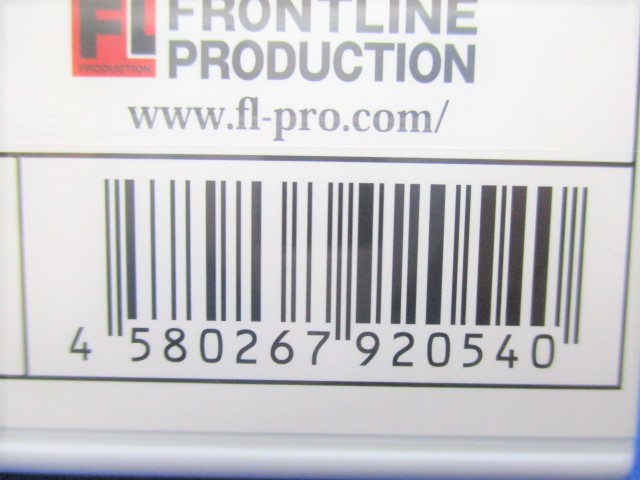 FL
PRODUCTION
FRONTLINE
PRODUCTION
www.fl-pro.com/
4 580267 920540